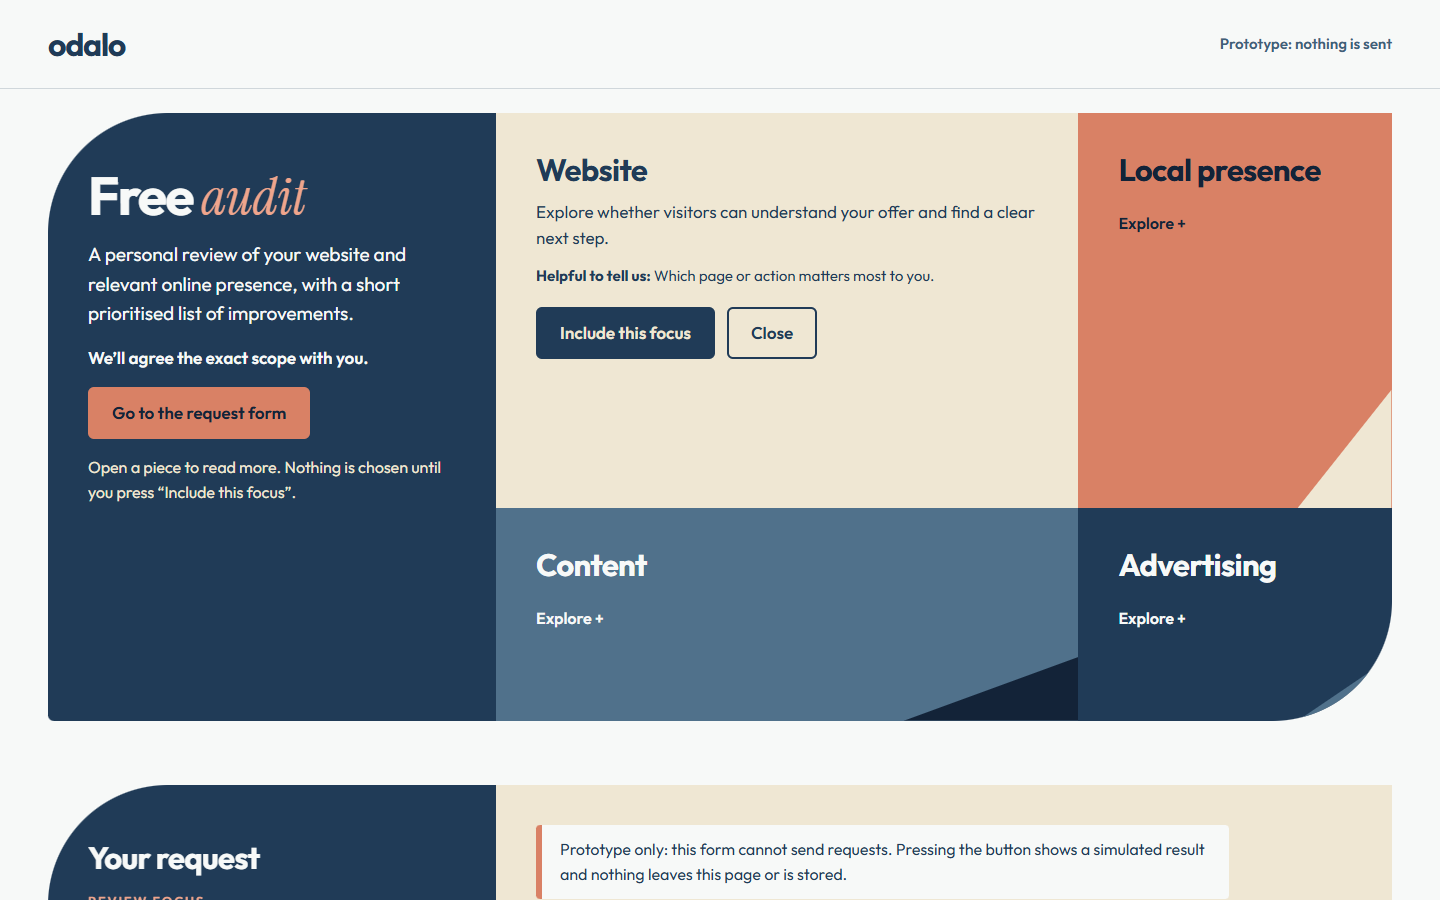 odalo
Prototype: nothing is sent
Free audit
A personal review of your website and
relevant online presence, with a short
prioritised list of improvements.
We’ll agree the exact scope with you.
Go to the request form
Open a piece to read more. Nothing is chosen until
you press “Include this focus”.
Website
Explore whether visitors can understand your offer and find a clear
next step.
Helpful to tell us: Which page or action matters most to you.
Include this focus
Close
Local presence
Explore +
Content
Explore +
Advertising
Explore +
Your request
REVIEW FOCUS
Prototype only: this form cannot send requests. Pressing the button shows a simulated result
and nothing leaves this page or is stored.